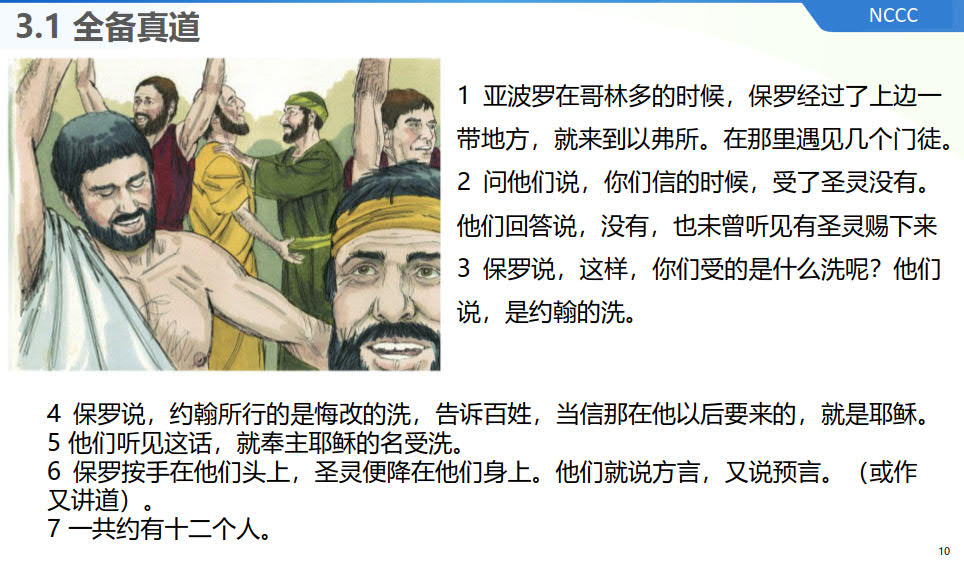 3.1 全备真道
NCCC
1 亚波罗在哥林多的时候，保罗经过了上边一
带地方，就来到以弗所。在那里遇见几个门徒。
2 问他们说，你们信的时候，受了圣灵没有。
他们回答说，没有，也未曾听见有圣灵赐下来
3 保罗说，这样，你们受的是什么洗呢？他们
说，是约翰的洗。
4 保罗说，约翰所行的是悔改的洗，告诉百姓，当信那在他以后要来的，就是耶稣。
5 他们听见这话，就奉主耶稣的名受洗。
6 保罗按手在他们头上，圣灵便降在他们身上。他们就说方言，又说预言。（或作
又讲道）。
7 一共约有十二个人。
10